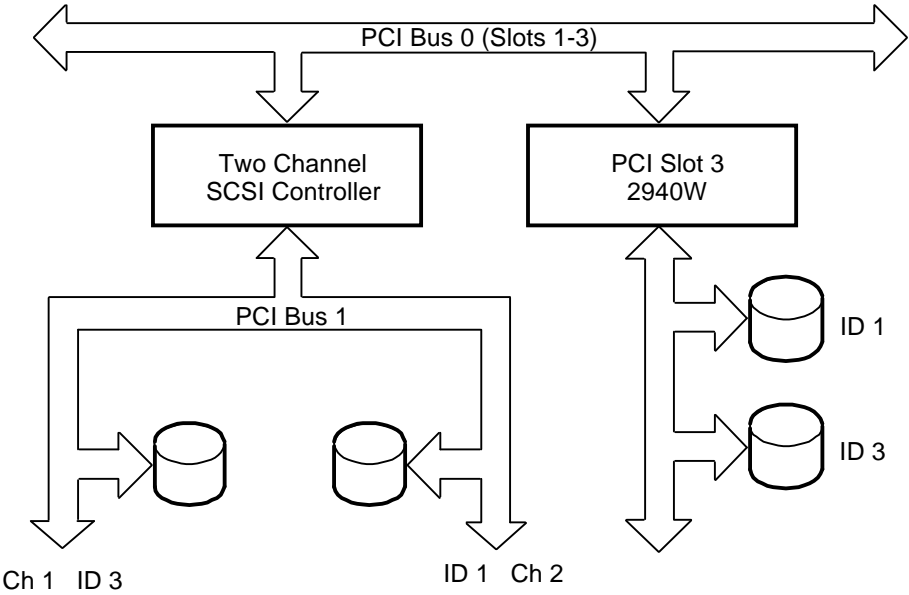 PCI Bus 0 (Slots 1-3)
Two Channel
SCSI Controller
PCI Slot 3
2940W
PCI Bus 1
ID 1
ID 3
Ch 1 ID 3
ID 1 Ch 2